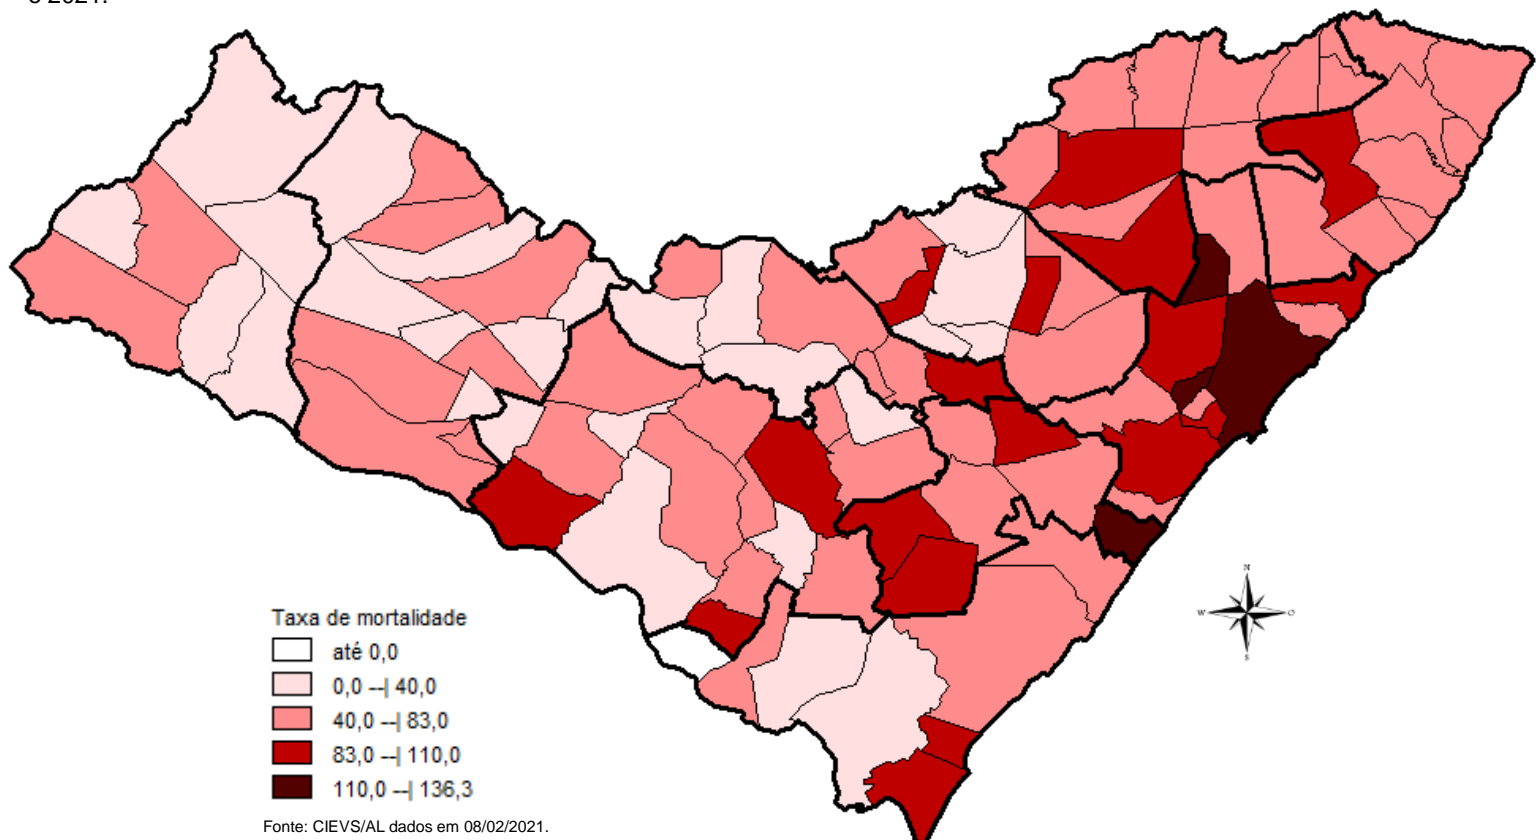 e 2021.
Taxa de mortalidade
até 0,0
0,0 --| 40,0
40,0 --| 83,0
83,0 --| 110,0
110,0 --| 136,3
Fonte: CIEVS/AL dados em 08/02/2021.
N
W
O
S